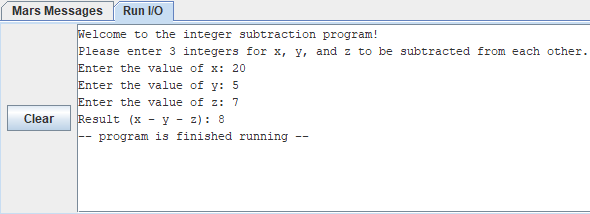 Mars Messages Run I/O
Welcome to the integer subtraction program!
Please enter 3 integers for x, y, and z to be subtracted from each other.
Enter the value of x: 20
Enter the value of y: 5
Enter the value of z: 7
Clear
Result (x - y - z): 8
-- program is finished running --